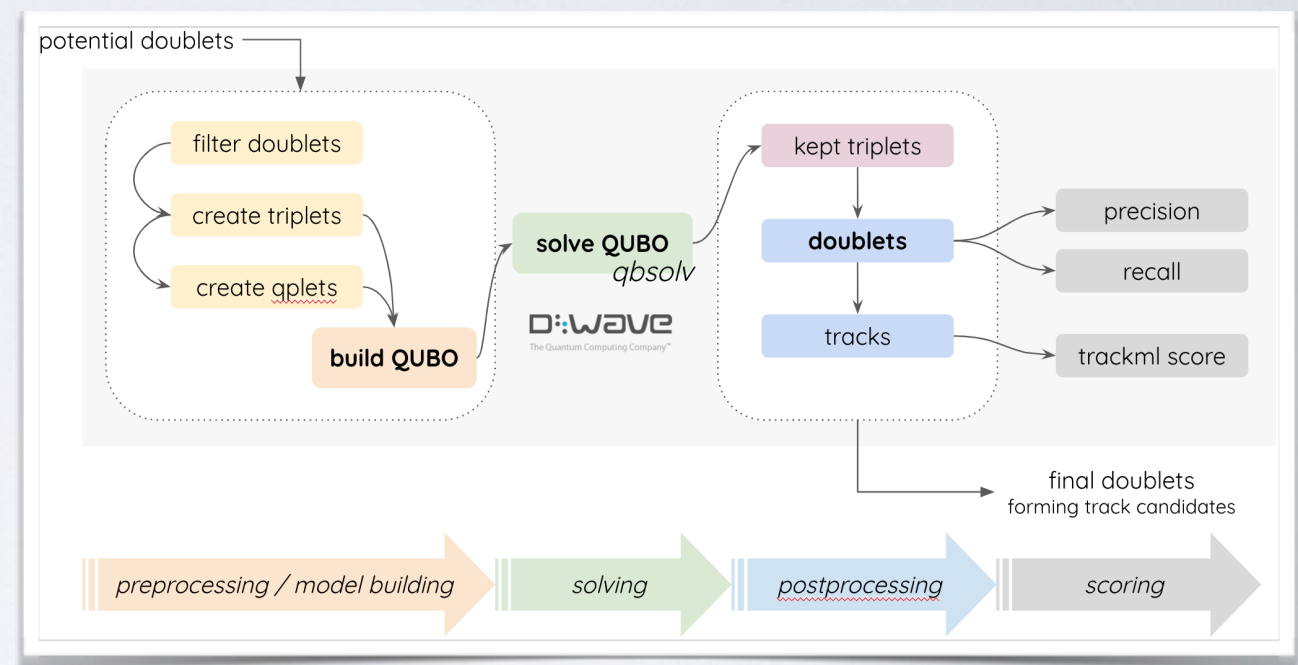 potential doublets
filter doublets
create triplets
create qplets
build QUBO
solve QUBO
qbsolv
D:wave
The Quantum Computing Company™
kept triplets
doublets
tracks
precision
recall
trackml score
final doublets
forming track candidates
preprocessing / model building
solving
postprocessing
scoring